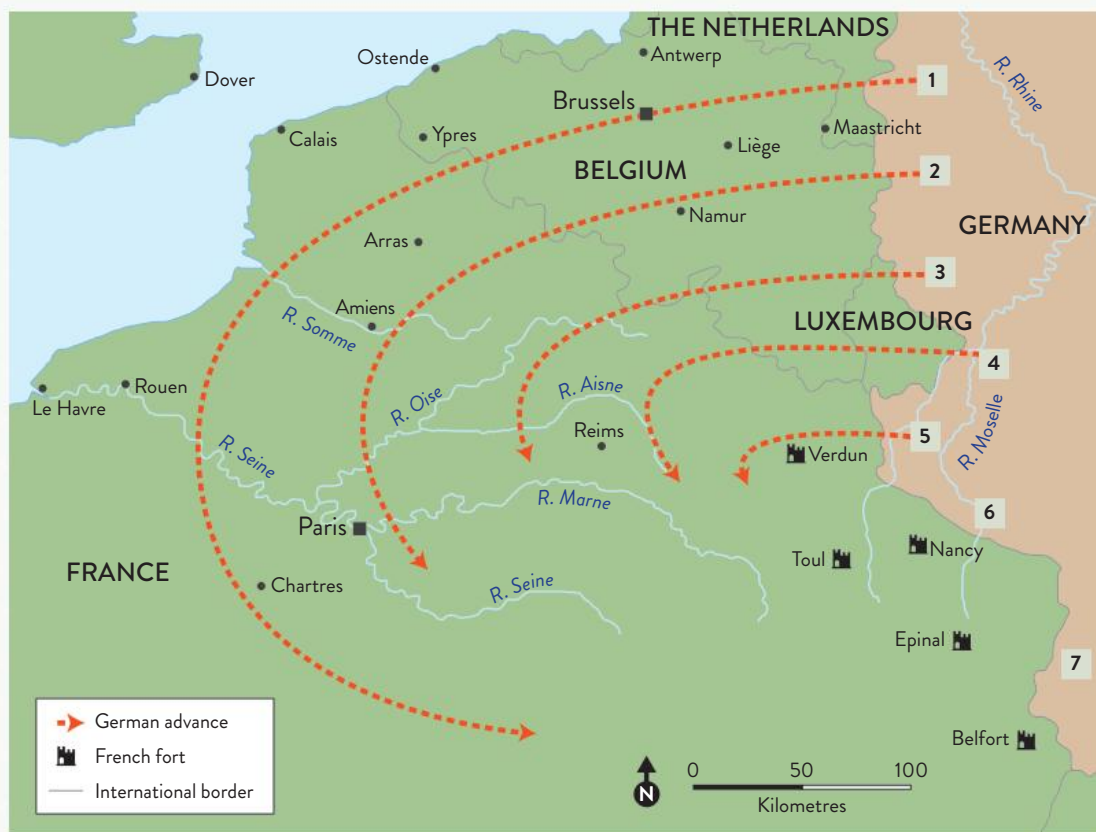 THE NETHERLANDS
Antwerp
Ostende
Dover
R. Rhine
1
Brussels
Maastricht
Calais
Ypres
Liège
BELGIUM
2
Namur
GERMANY
Arras
3
Amiens
R. Somme
LUXEMBOURG
4
Le Havre
Rouen
R. Oise
R. Aisne
R. Moselle
Reims
5
Verdun
R. Seine
R. Marne
6
Paris
Toul
Nancy
FRANCE
Chartres
R. Seine
Epinal
7
Belfort
German advance
French fort
International border
N
0 50 100
Kilometres